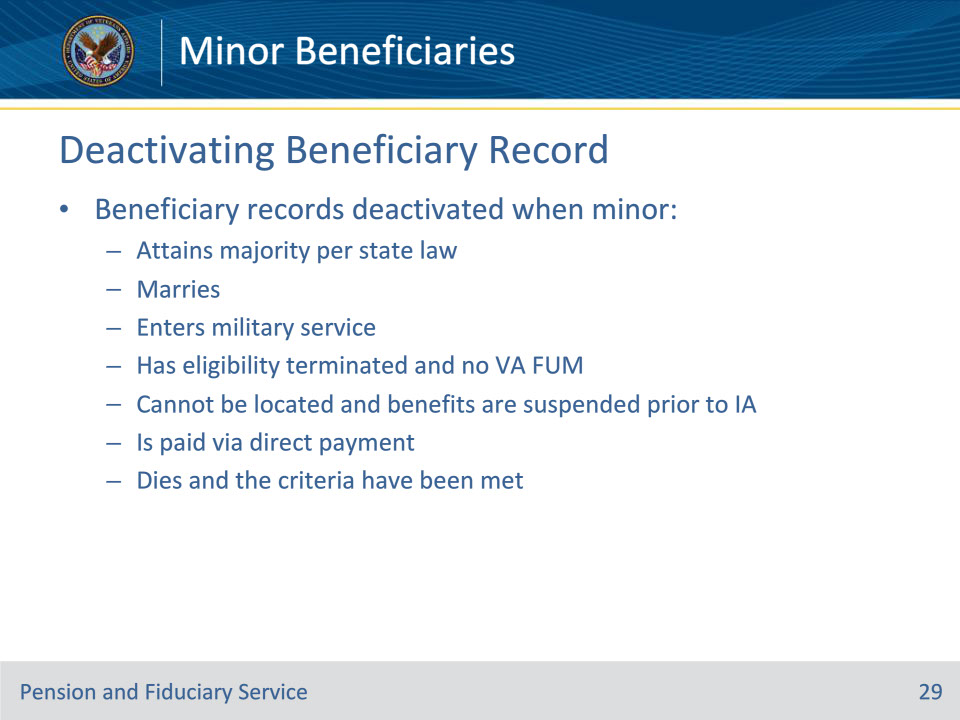 Minor Beneficiaries
Deactivating Beneficiary Record
• Beneficiary records deactivated when minor:
– Attains majority per state law
– Marries
– Enters military service
– Has eligibility terminated and no VA FUM
– Cannot be located and benefits are suspended prior to IA
– Is paid via direct payment
– Dies and the criteria have been met
Pension and Fiduciary Service
29